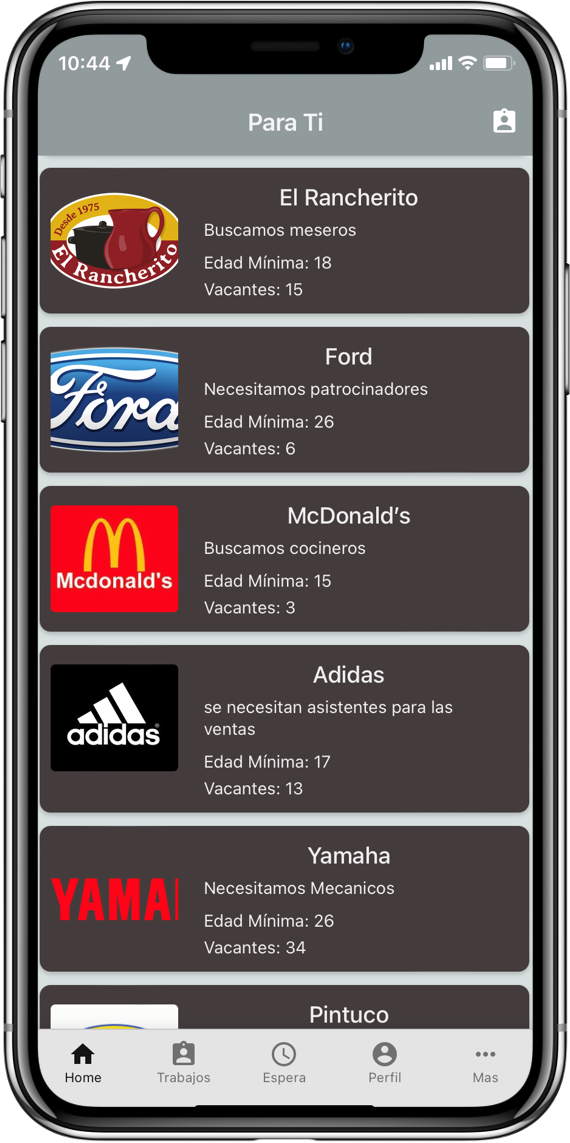 10:44
Para Ti
Desde 1975
El Rancherito
El Rancherito
Buscamos meseros
Edad Mínima: 18
Vacantes: 15
Ford
Ford
Necesitamos patrocinadores
Edad Mínima: 26
Vacantes: 6
Mcdonald's
McDonald’s
Buscamos cocineros
Edad Mínima: 15
Vacantes: 3
adidas®
Adidas
se necesitan asistentes para las
ventas
Edad Mínima: 17
Vacantes: 13
YAMA
Yamaha
Necesitamos Mecanicos
Edad Mínima: 26
Vacantes: 34
Pintuco
Home
Trabajos
Espera
Perfil
Mas